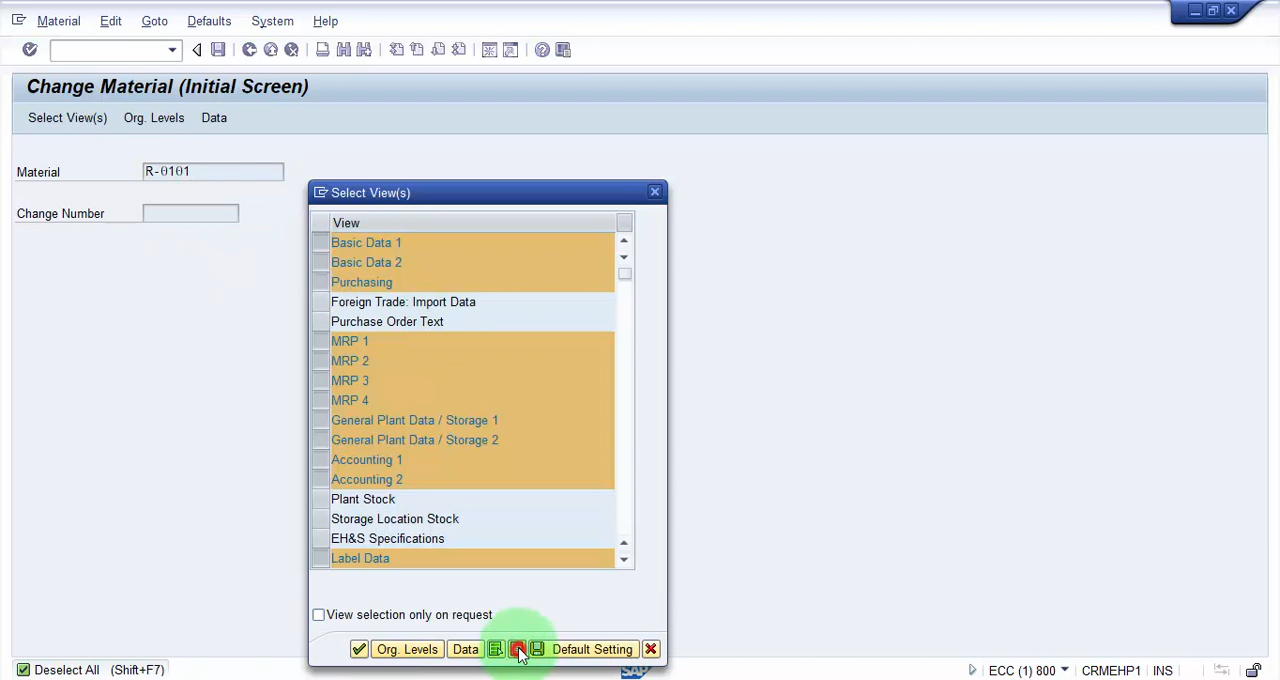 Material Edit Goto Defaults System Help
Change Material (Initial Screen)
Select View(s) Org. Levels Data
Material R-0101
Change Number
Select View(s)
View
Basic Data 1
Basic Data 2
Purchasing
Foreign Trade: Import Data
Purchase Order Text
MRP 1
MRP 2
MRP 3
MRP 4
General Plant Data / Storage 1
General Plant Data / Storage 2
Accounting 1
Accounting 2
Plant Stock
Storage Location Stock
EH&S Specifications
Label Data
View selection only on request
Org. Levels Data Default Setting
Deselect All (Shift+F7) SAP ECC (1) 800 CRMEHP1 INS